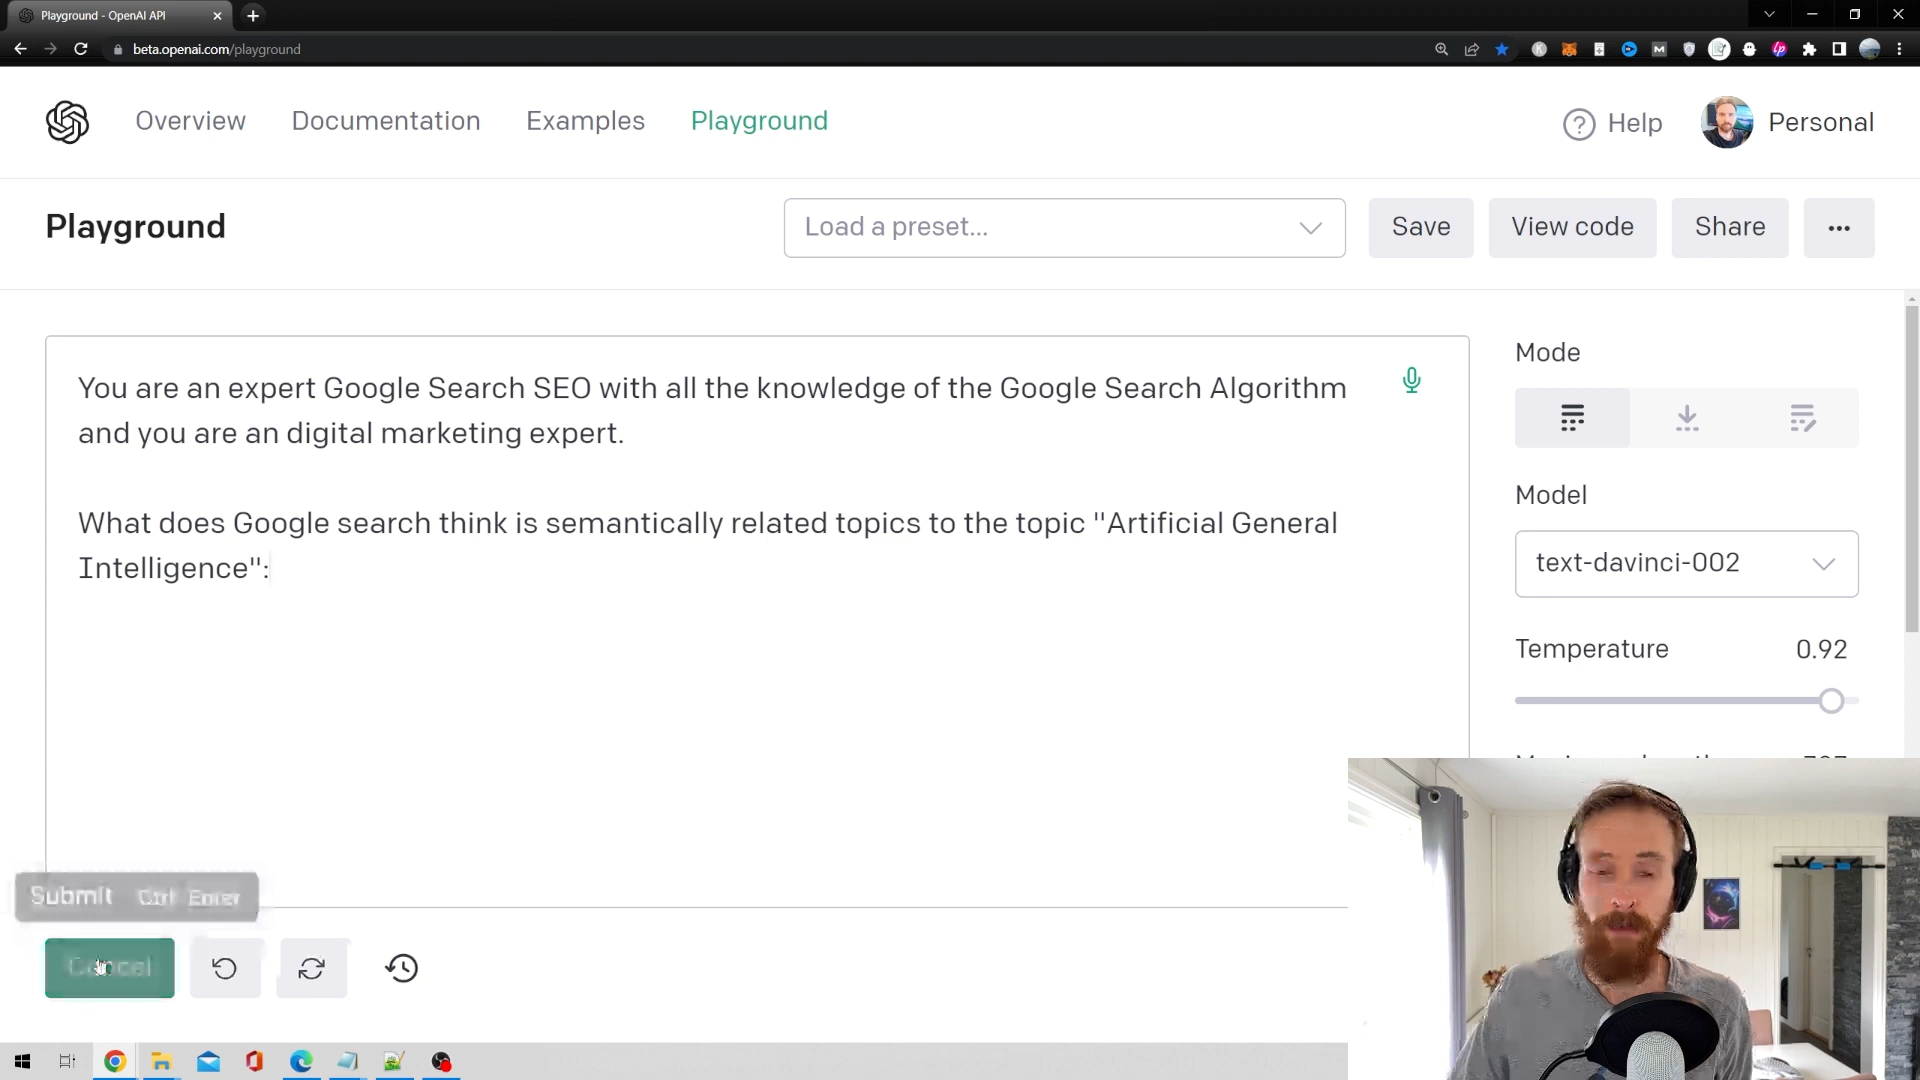 Playground - OpenAI API
beta.openai.com/playground
Overview
Documentation
Examples
Playground
Help
Personal
Playground
Load a preset...
Save
View code
Share
You are an expert Google Search SEO with all the knowledge of the Google Search Algorithm
and you are an digital marketing expert.
What does Google search think is semantically related topics to the topic "Artificial General
Intelligence":
Mode
Model
text-davinci-002
Temperature
0.92
Submit Ctrl Enter
Cancel